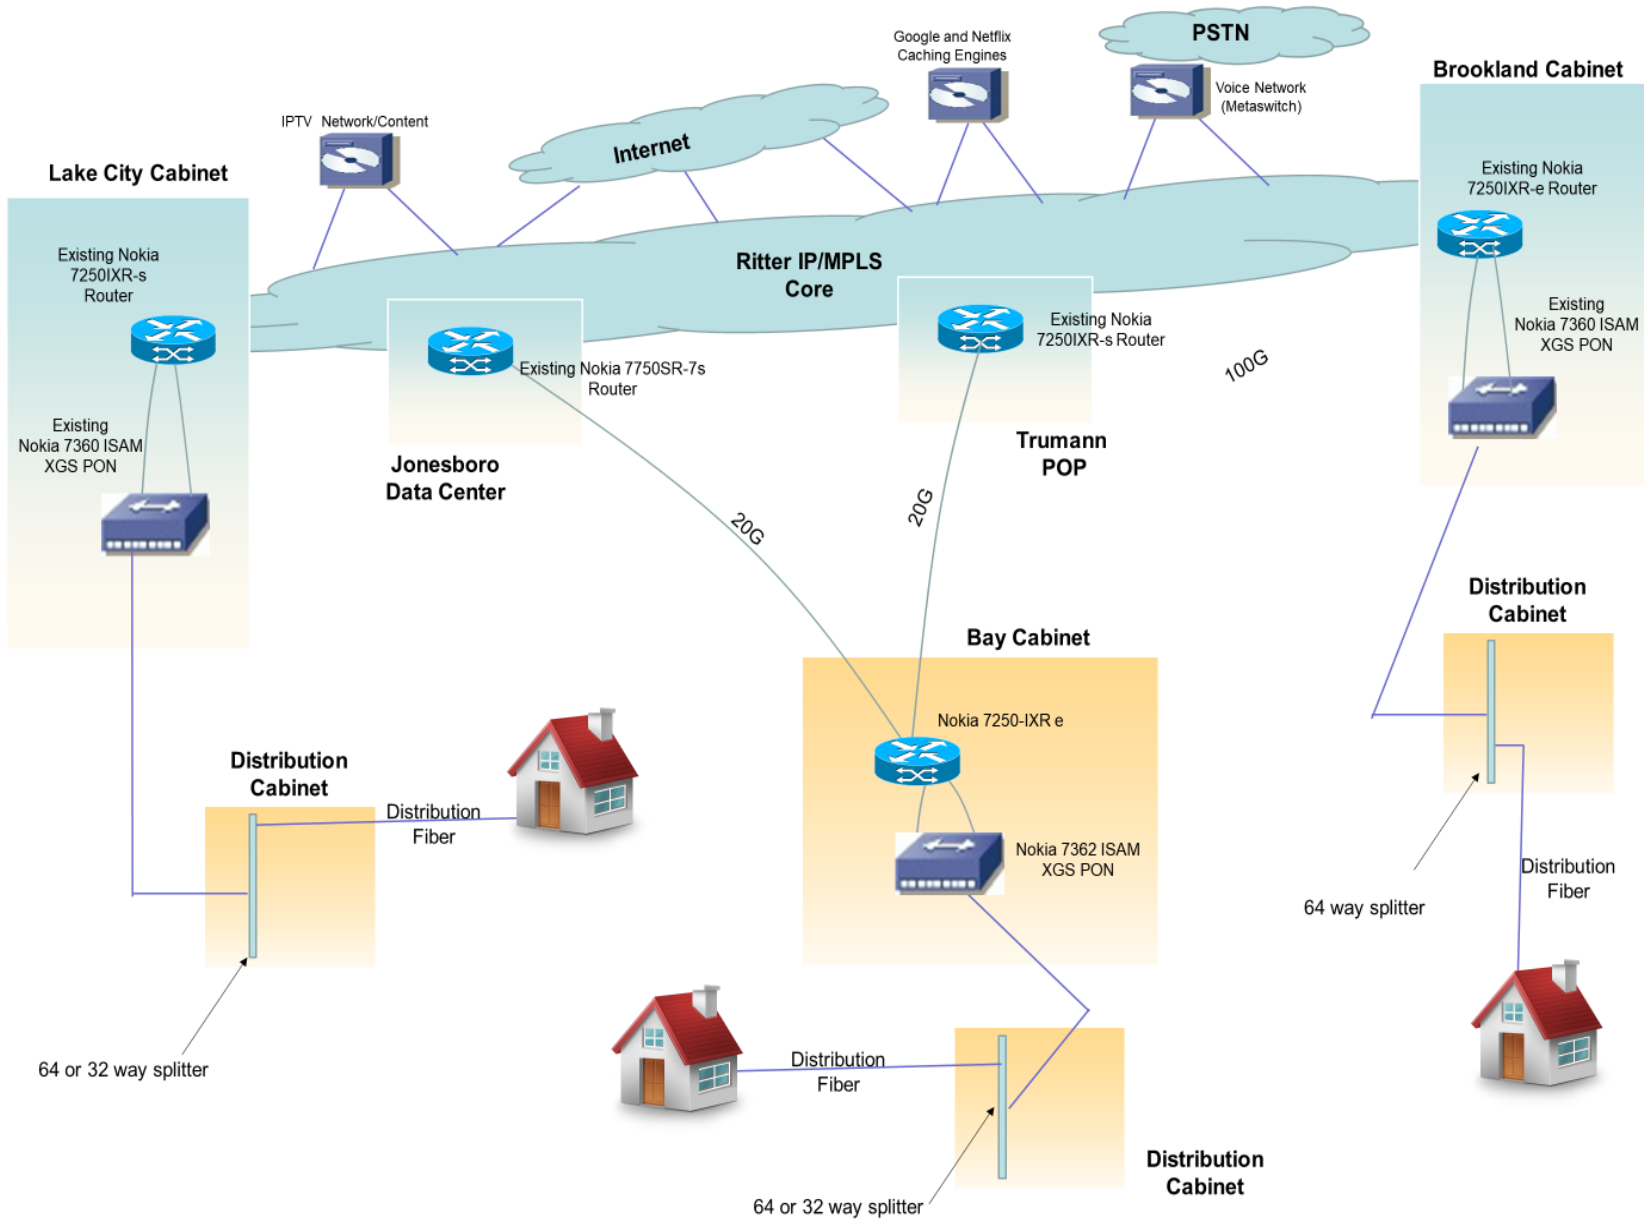 Google and Netflix
Caching Engines
PSTN
Brookland Cabinet
IPTV  Network/Content
Internet
Voice Network
(Metaswitch)
Lake City Cabinet
Existing Nokia
7250IXR-e Router
Existing Nokia
7250IXR-s
Router
Ritter IP/MPLS
Core
Existing Nokia
7250IXR-s Router
Existing
Nokia 7360 ISAM
XGS PON
Existing Nokia 7750SR-7s
Router
100G
Existing
Nokia 7360 ISAM
XGS PON
Jonesboro
Data Center
Trumann
POP
20G
20G
Distribution
Cabinet
Bay Cabinet
Nokia 7250-IXR e
Distribution
Cabinet
Distribution
Fiber
Nokia 7362 ISAM
XGS PON
Distribution
Fiber
64 way splitter
64 or 32 way splitter
Distribution
Fiber
Distribution
Cabinet
64 or 32 way splitter